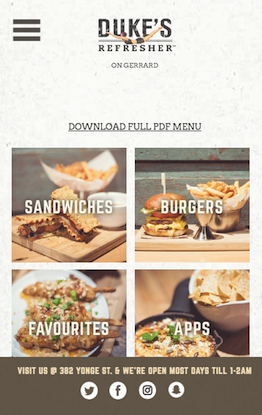 DUKE'S
REFRESHER
ON GERRARD
DOWNLOAD FULL PDF MENU
SANDWICHES
BURGERS
FAVOURITES
APPS
VISIT US @ 382 YONGE ST. & WE'RE OPEN MOST DAYS TILL 1-2AM